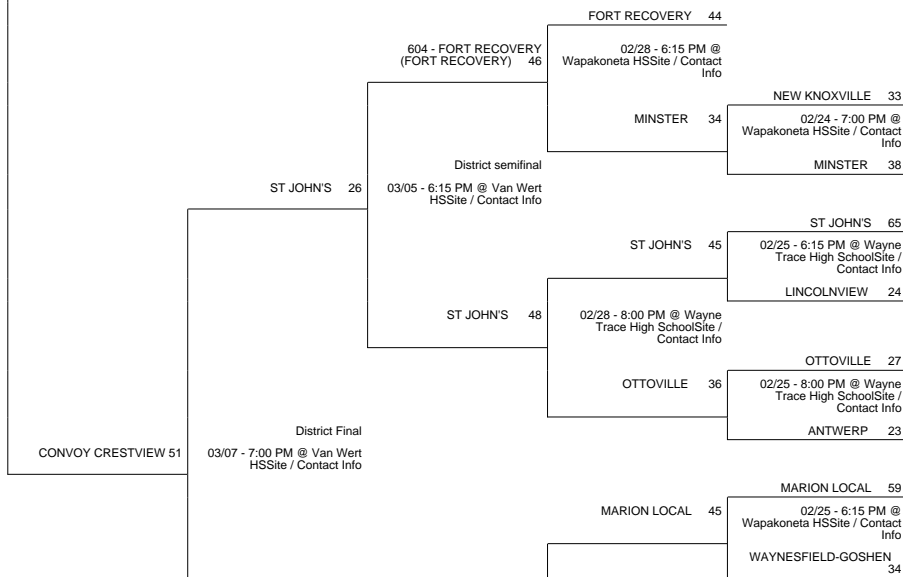 FORT RECOVERY 44
604 - FORT RECOVERY
(FORT RECOVERY) 46
02/28 - 6:15 PM @
Wapakoneta HSSite / Contact
Info
NEW KNOXVILLE 33
MINSTER 34
02/24 - 7:00 PM @
Wapakoneta HSSite / Contact
Info
MINSTER 38
District semifinal
ST JOHN'S 26
03/05 - 6:15 PM @ Van Wert
HSSite / Contact Info
ST JOHN'S 65
ST JOHN'S 45
02/25 - 6:15 PM @ Wayne
Trace High SchoolSite /
Contact Info
LINCOLNVIEW 24
ST JOHN'S 48
02/28 - 8:00 PM @ Wayne
Trace High SchoolSite /
Contact Info
OTTOVILLE 27
OTTOVILLE 36
02/25 - 8:00 PM @ Wayne
Trace High SchoolSite /
Contact Info
ANTWERP 23
District Final
CONVOY CRESTVIEW 51
03/07 - 7:00 PM @ Van Wert
HSSite / Contact Info
MARION LOCAL 59
MARION LOCAL 45
02/25 - 6:15 PM @
Wapakoneta HSSite / Contact
Info
WAYNESFIELD-GOSHEN
34